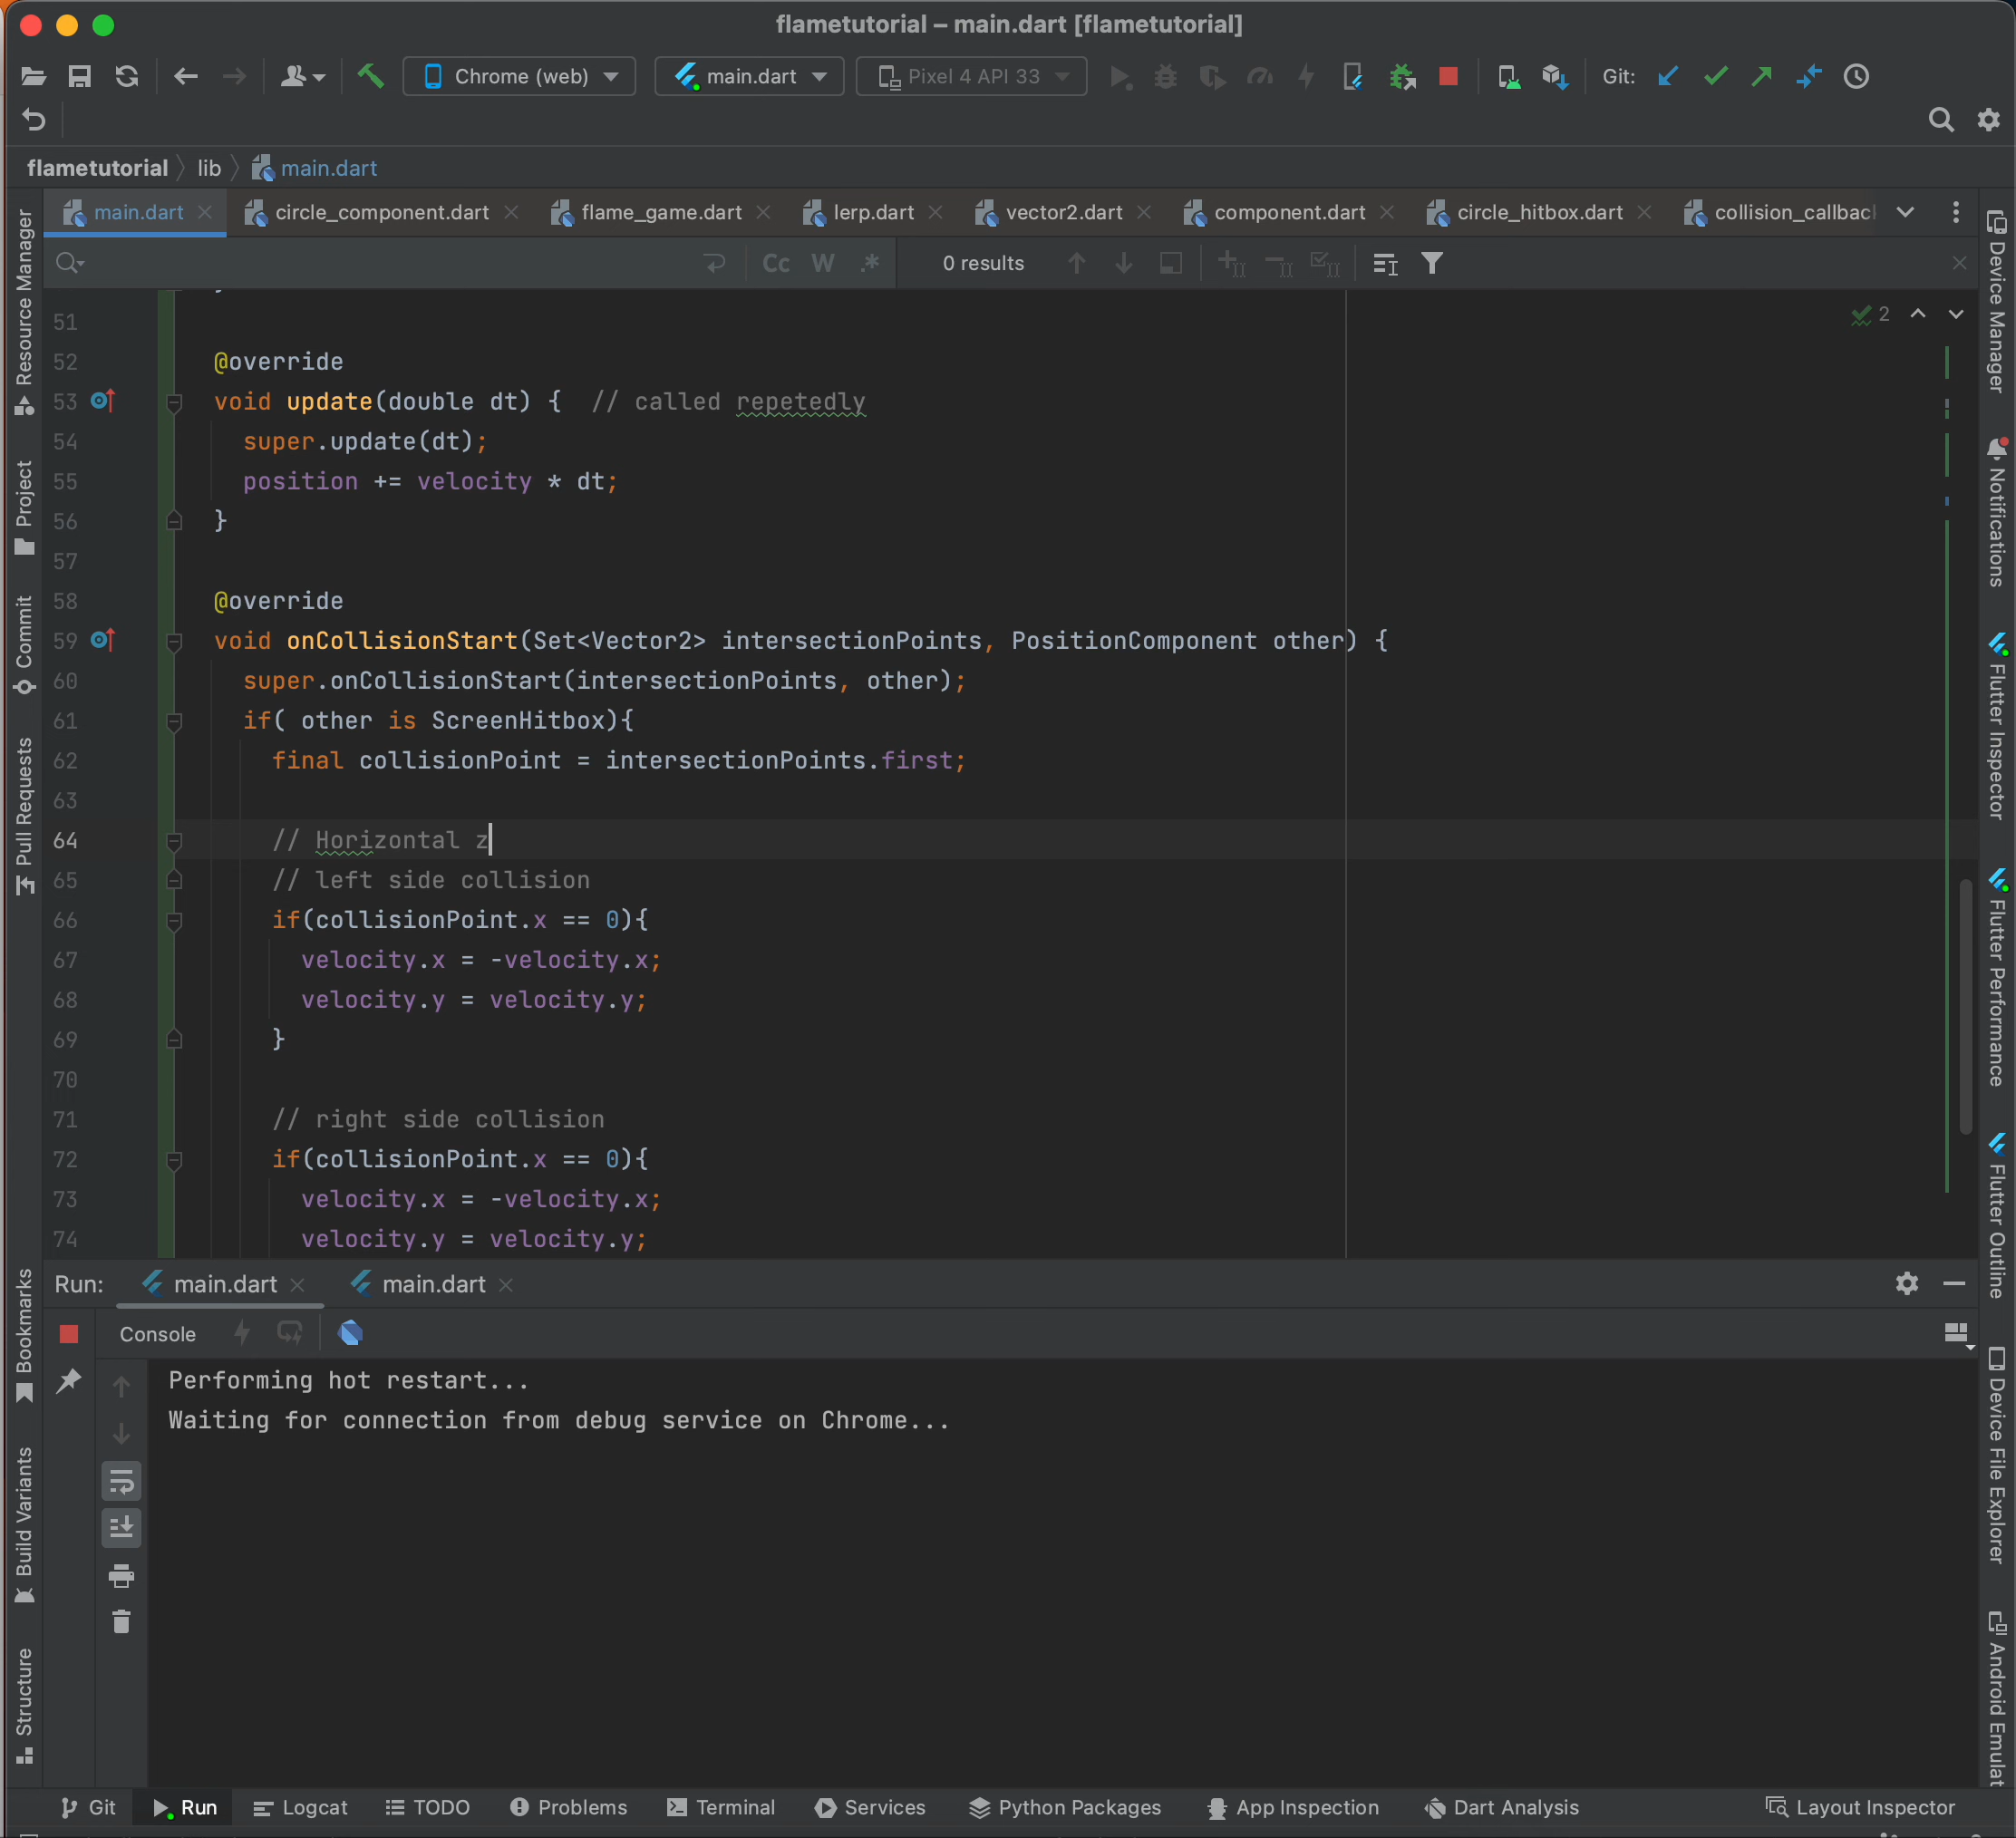 flametutorial – main.dart [flametutorial]
Chrome (web) main.dart Pixel 4 API 33 Git:
flametutorial lib main.dart
main.dart circle_component.dart flame_game.dart lerp.dart vector2.dart component.dart circle_hitbox.dart collision_callbac
Cc W .* 0 results
2
51
52 @override
53 void update(double dt) { // called repetedly
54 super.update(dt);
55 position += velocity * dt;
56 }
57
58 @override
59 void onCollisionStart(Set<Vector2> intersectionPoints, PositionComponent other) {
60 super.onCollisionStart(intersectionPoints, other);
61 if( other is ScreenHitbox){
62 final collisionPoint = intersectionPoints.first;
63
64 // Horizontal z
65 // left side collision
66 if(collisionPoint.x == 0){
67 velocity.x = -velocity.x;
68 velocity.y = velocity.y;
69 }
70
71 // right side collision
72 if(collisionPoint.x == 0){
73 velocity.x = -velocity.x;
74 velocity.y = velocity.y;
Resource Manager
Project
Commit
Pull Requests
Bookmarks
Build Variants
Structure
Device Manager
Notifications
Flutter Inspector
Flutter Performance
Flutter Outline
Device File Explorer
Android Emulat
Run: main.dart main.dart
Console
Performing hot restart...
Waiting for connection from debug service on Chrome...
Git Run Logcat TODO Problems Terminal Services Python Packages App Inspection Dart Analysis Layout Inspector